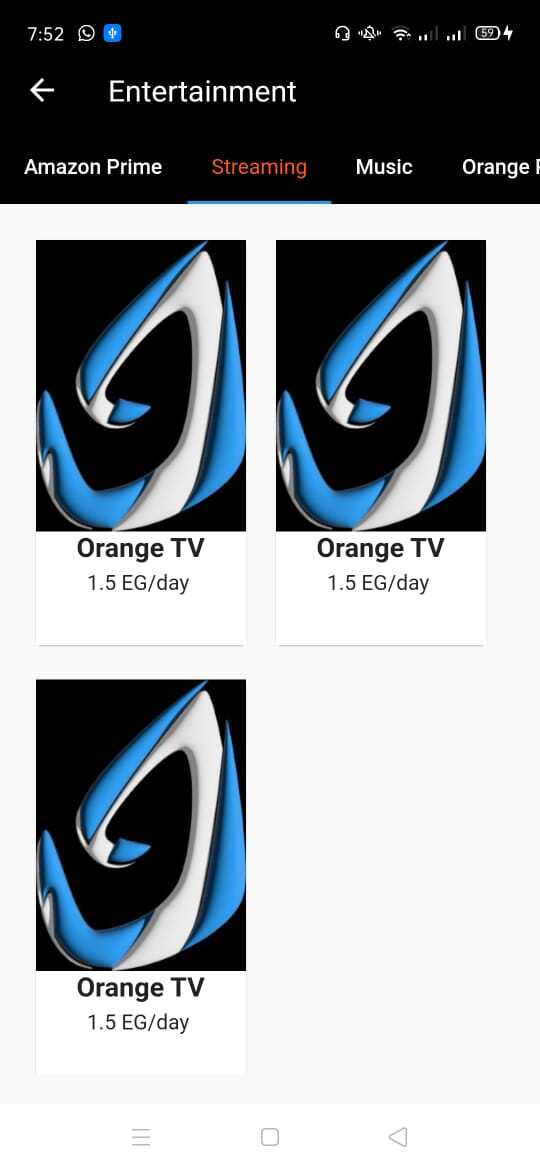 7:52
59
Entertainment
Amazon Prime Streaming Music Orange
Orange TV Orange TV
1.5 EG/day 1.5 EG/day
Orange TV
1.5 EG/day